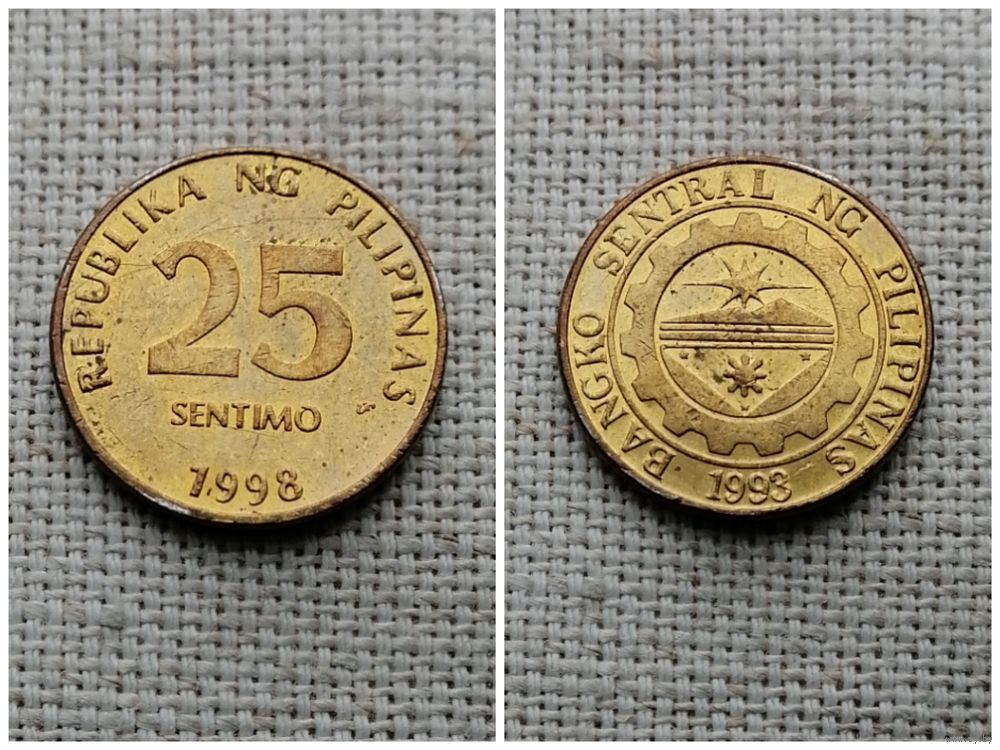 REPUBLIKA NG PILIPINAS
25
SENTIMO
1998
BANGKO SENTRAL NG PILIPINAS
1993